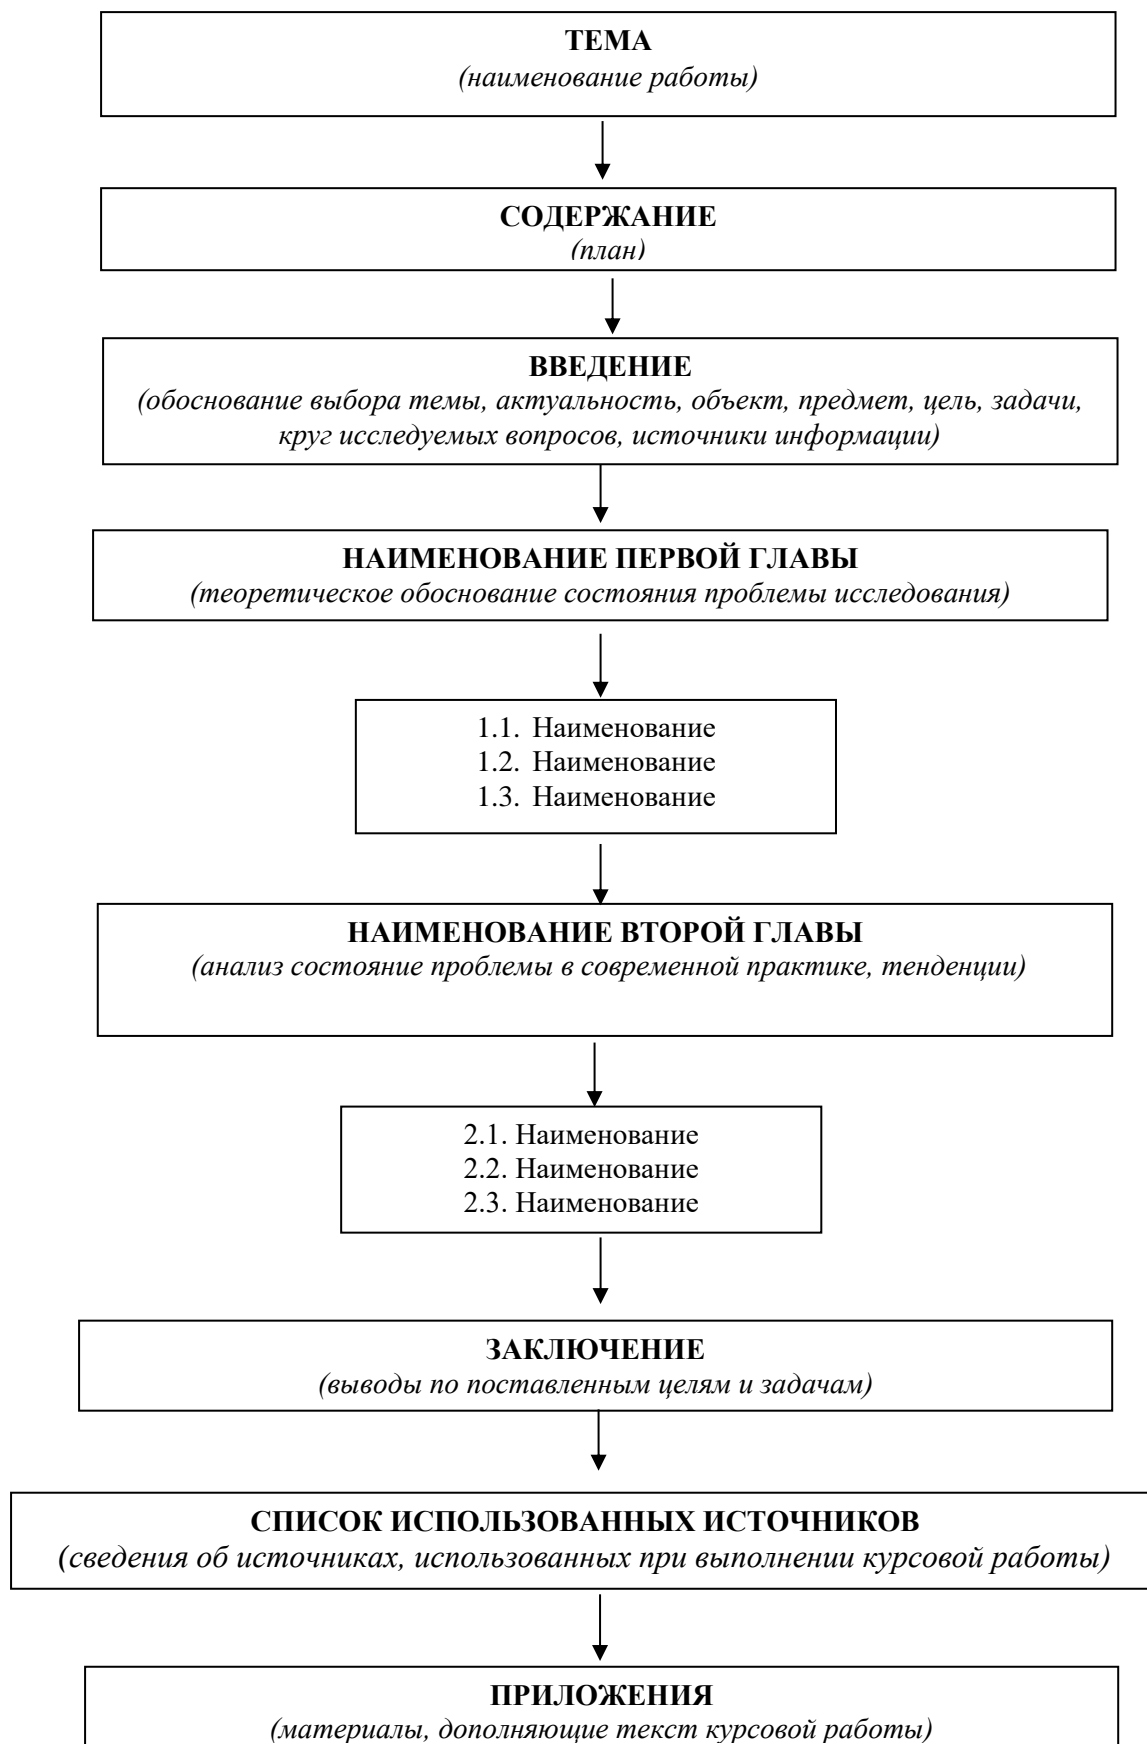 ТЕМА
(наименование работы)
СОДЕРЖАНИЕ
(план)
ВВЕДЕНИЕ
(обоснование выбора темы, актуальность, объект, предмет, цель, задачи,
круг исследуемых вопросов, источники информации)
НАИМЕНОВАНИЕ ПЕРВОЙ ГЛАВЫ
(теоретическое обоснование состояния проблемы исследования)
1.1. Наименование
1.2. Наименование
1.3. Наименование
НАИМЕНОВАНИЕ ВТОРОЙ ГЛАВЫ
(анализ состояние проблемы в современной практике, тенденции)
2.1. Наименование
2.2. Наименование
2.3. Наименование
ЗАКЛЮЧЕНИЕ
(выводы по поставленным целям и задачам)
СПИСОК ИСПОЛЬЗОВАННЫХ ИСТОЧНИКОВ
(сведения об источниках, использованных при выполнении курсовой работы)
ПРИЛОЖЕНИЯ
(материалы, дополняющие текст курсовой работы)